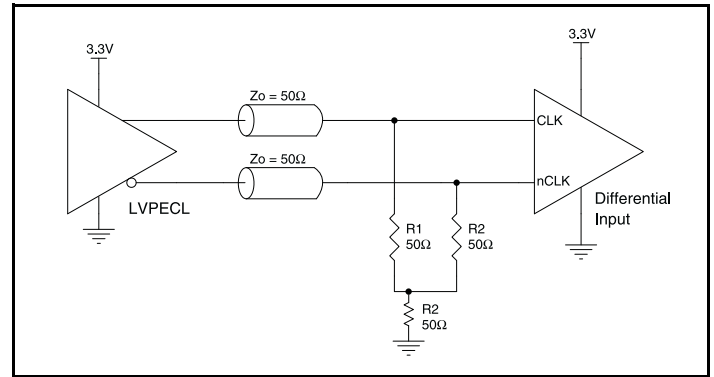 3.3V
3.3V
Zo = 50Ω
CLK
Zo = 50Ω
nCLK
LVPECL
Differential
Input
R1
50Ω
R2
50Ω
R2
50Ω